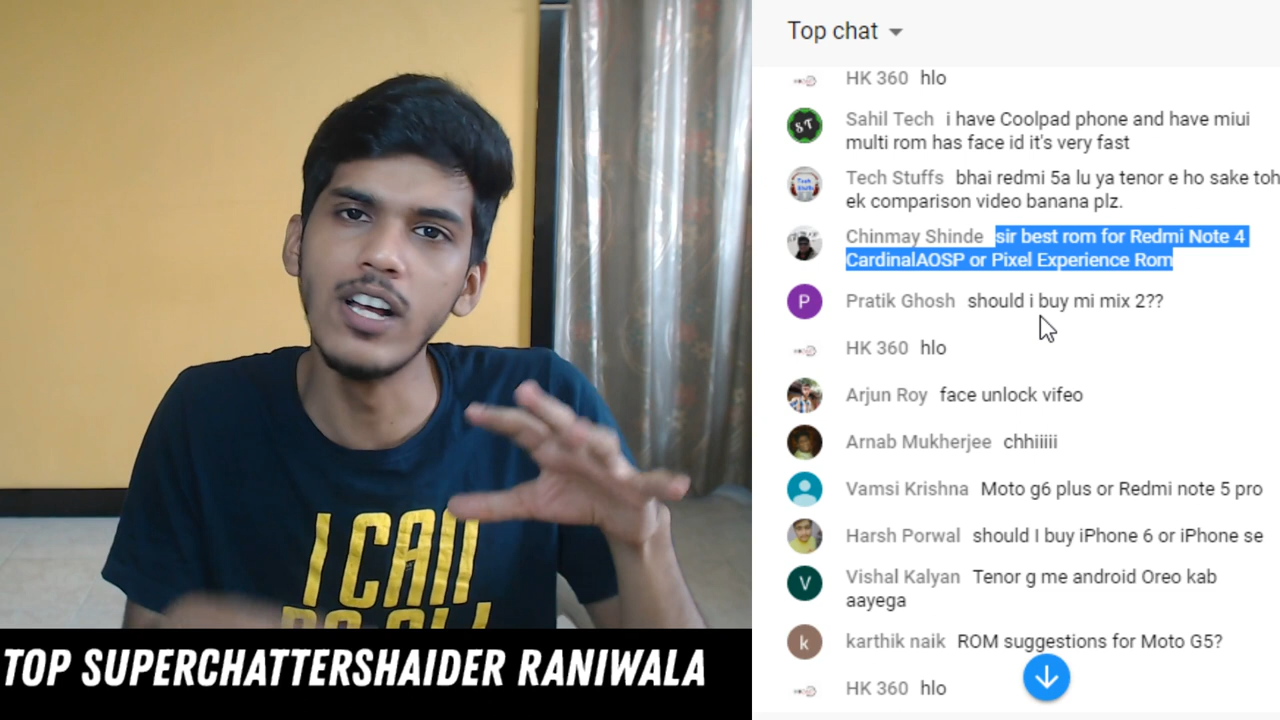 I CAN
DO ALL
TOP SUPERCHATTERSHAIDER RANIWALA
Top chat
HK 360 hlo
Sahil Tech i have Coolpad phone and have miui
multi rom has face id it's very fast
Tech Stuffs bhai redmi 5a lu ya tenor e ho sake toh
ek comparison video banana plz.
Chinmay Shinde sir best rom for Redmi Note 4
CardinalAOSP or Pixel Experience Rom
Pratik Ghosh should i buy mi mix 2??
HK 360 hlo
Arjun Roy face unlock vifeo
Arnab Mukherjee chhiiiii
Vamsi Krishna Moto g6 plus or Redmi note 5 pro
Harsh Porwal should I buy iPhone 6 or iPhone se
V Vishal Kalyan Tenor g me android Oreo kab
aayega
k karthik naik ROM suggestions for Moto G5?
HK 360 hlo